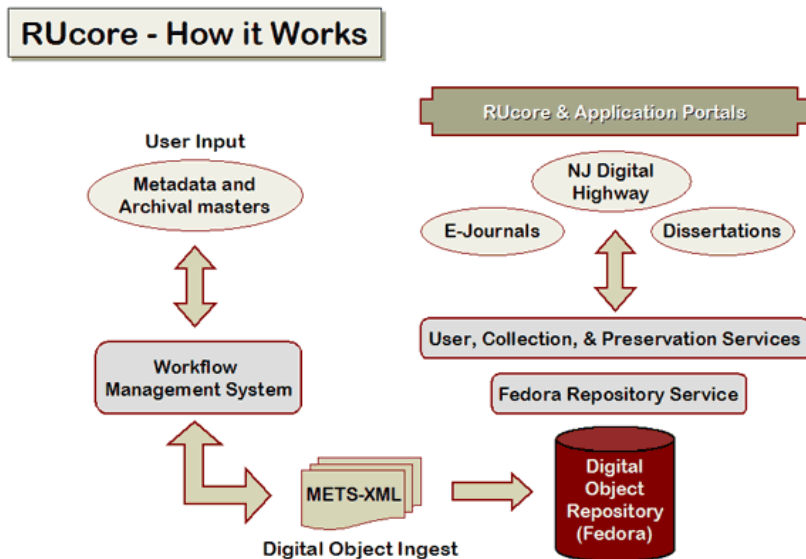 RUcore - How it Works
User Input
Metadata and
Archival masters
Workflow
Management System
METS-XML
Digital Object Ingest
RUcore & Application Portals
NJ Digital
Highway
E-Journals
Dissertations
User, Collection, & Preservation Services
Fedora Repository Service
Digital
Object
Repository
(Fedora)